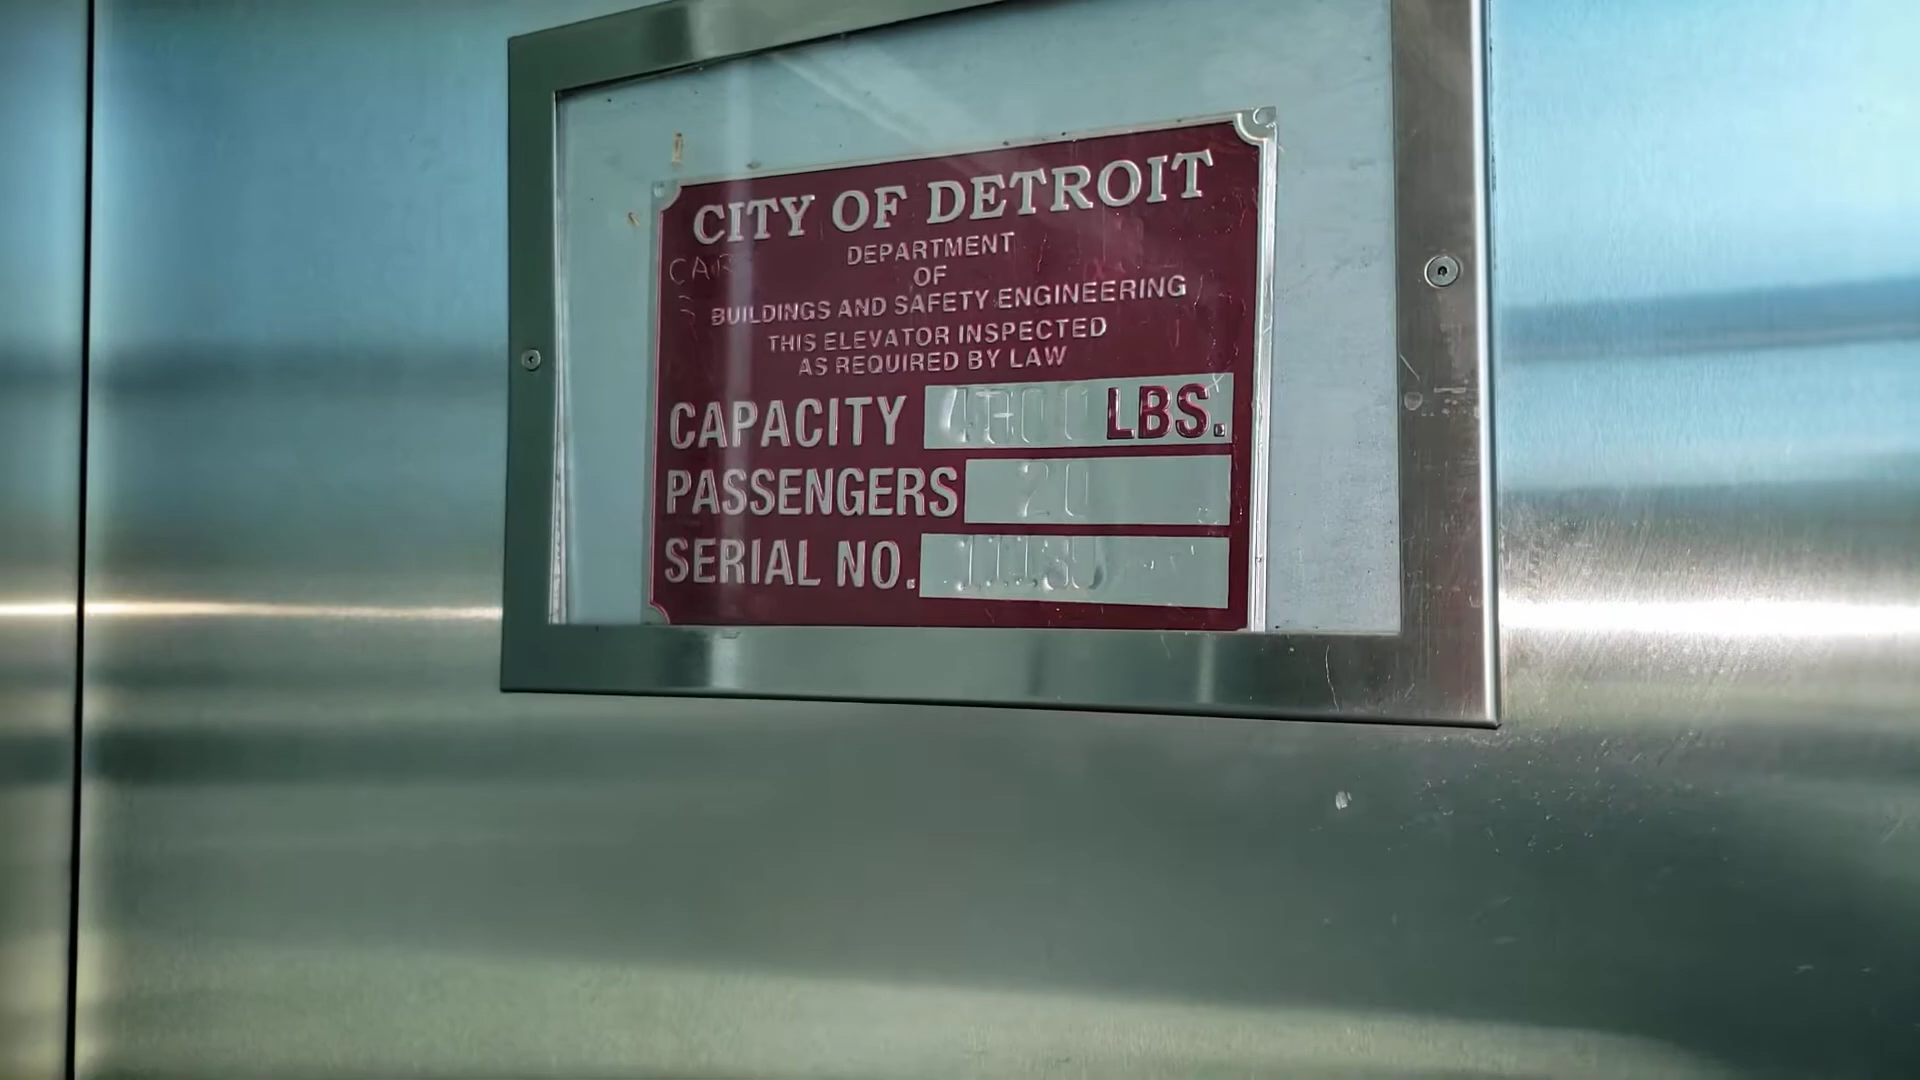 CITY OF DETROIT
CAR
DEPARTMENT
OF
BUILDINGS AND SAFETY ENGINEERING
THIS ELEVATOR INSPECTED
AS REQUIRED BY LAW
CAPACITY LBS.
PASSENGERS 20
SERIAL NO.